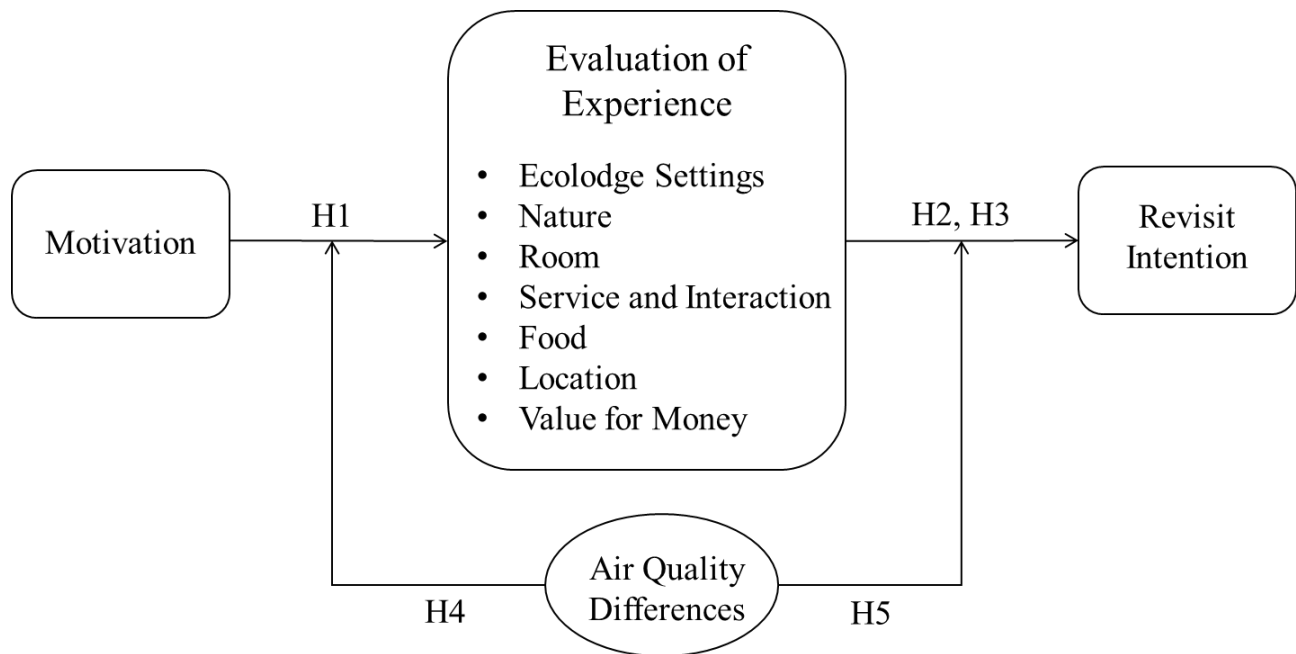 Evaluation of
Experience
• Ecolodge Settings
• Nature
• Room
• Service and Interaction
• Food
• Location
• Value for Money
Motivation
H1
H2, H3
Revisit
Intention
Air Quality
Differences
H4
H5